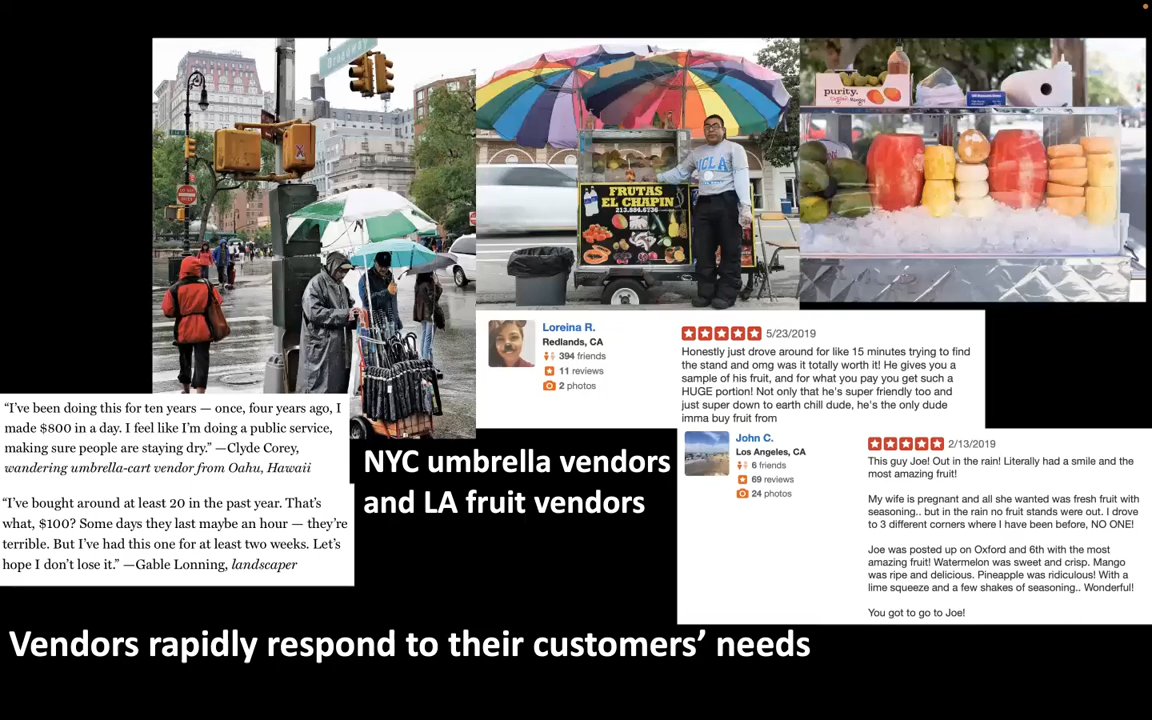 Broadway
purity.
FRUTAS
EL CHAPIN
213.884.6736
UCLA
Loreina R.
Redlands, CA
394 friends
11 reviews
2 photos
5/23/2019
Honestly just drove around for like 15 minutes trying to find
the stand and omg was it totally worth it! He gives you a
sample of his fruit, and for what you pay you get such a
HUGE portion! Not only that he's super friendly too and
just super down to earth chill dude, he's the only dude
imma buy fruit from
“I’ve been doing this for ten years — once, four years ago, I
made $800 in a day. I feel like I’m doing a public service,
making sure people are staying dry.” —Clyde Corey,
wandering umbrella-cart vendor from Oahu, Hawaii
“I’ve bought around at least 20 in the past year. That’s
what, $100? Some days they last maybe an hour — they’re
terrible. But I’ve had this one for at least two weeks. Let’s
hope I don’t lose it.” —Gable Lonning, landscaper
NYC umbrella vendors
and LA fruit vendors
John C.
Los Angeles, CA
6 friends
69 reviews
24 photos
2/13/2019
This guy Joe! Out in the rain! Literally had a smile and the
most amazing fruit!
My wife is pregnant and all she wanted was fresh fruit with
seasoning.. but in the rain no fruit stands were out. I drove
to 3 different corners where I have been before, NO ONE!
Joe was posted up on Oxford and 6th with the most
amazing fruit! Watermelon was sweet and crisp. Mango
was ripe and delicious. Pineapple was ridiculous! With a
lime squeeze and a few shakes of seasoning.. Wonderful!
You got to go to Joe!
Vendors rapidly respond to their customers’ needs